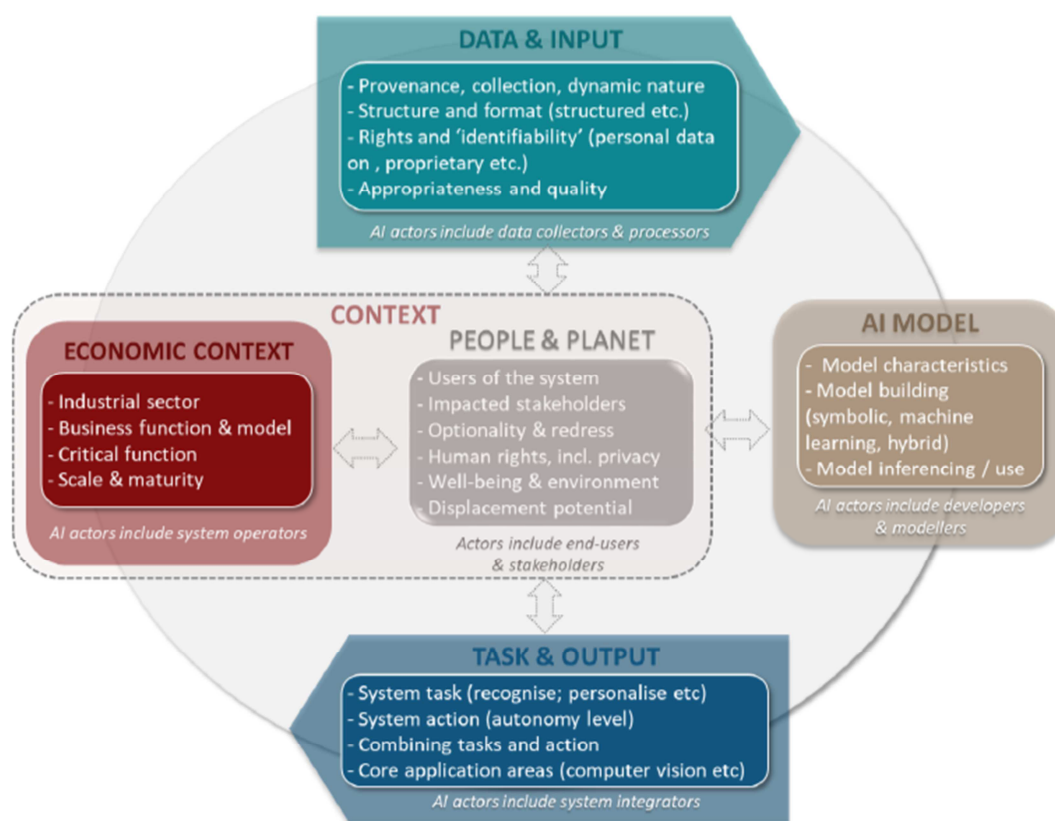 DATA & INPUT
- Provenance, collection, dynamic nature
- Structure and format (structured etc.)
- Rights and ‘identifiability’ (personal data
on , proprietary etc.)
- Appropriateness and quality
AI actors include data collectors & processors
CONTEXT
ECONOMIC CONTEXT
- Industrial sector
- Business function & model
- Critical function
- Scale & maturity
AI actors include system operators
PEOPLE & PLANET
- Users of the system
- Impacted stakeholders
- Optionality & redress
- Human rights, incl. privacy
- Well-being & environment
- Displacement potential
Actors include end-users
& stakeholders
AI MODEL
- Model characteristics
- Model building
(symbolic, machine
learning, hybrid)
- Model inferencing / use
AI actors include developers
& modellers
TASK & OUTPUT
- System task (recognise; personalise etc)
- System action (autonomy level)
- Combining tasks and action
- Core application areas (computer vision etc)
AI actors include system integrators